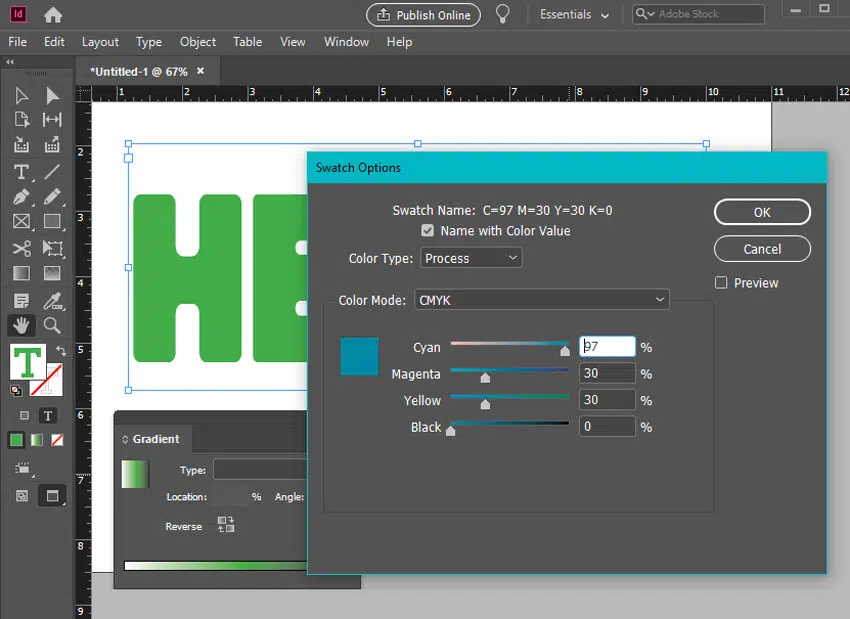 Id
Publish Online
Essentials
Adobe Stock
File Edit Layout Type Object Table View Window Help
*Untitled-1 @ 67% ×
1 2 3 4 5 6 7 8 9 10 11 12
2
3
4
5
6
7
8
9
HE
Swatch Options
Swatch Name: C=97 M=30 Y=30 K=0
Name with Color Value
Color Type: Process
Color Mode: CMYK
Cyan 97 %
Magenta 30 %
Yellow 30 %
Black 0 %
OK
Cancel
Preview
T
T
T
Gradient
Type:
Location: % Angle:
Reverse